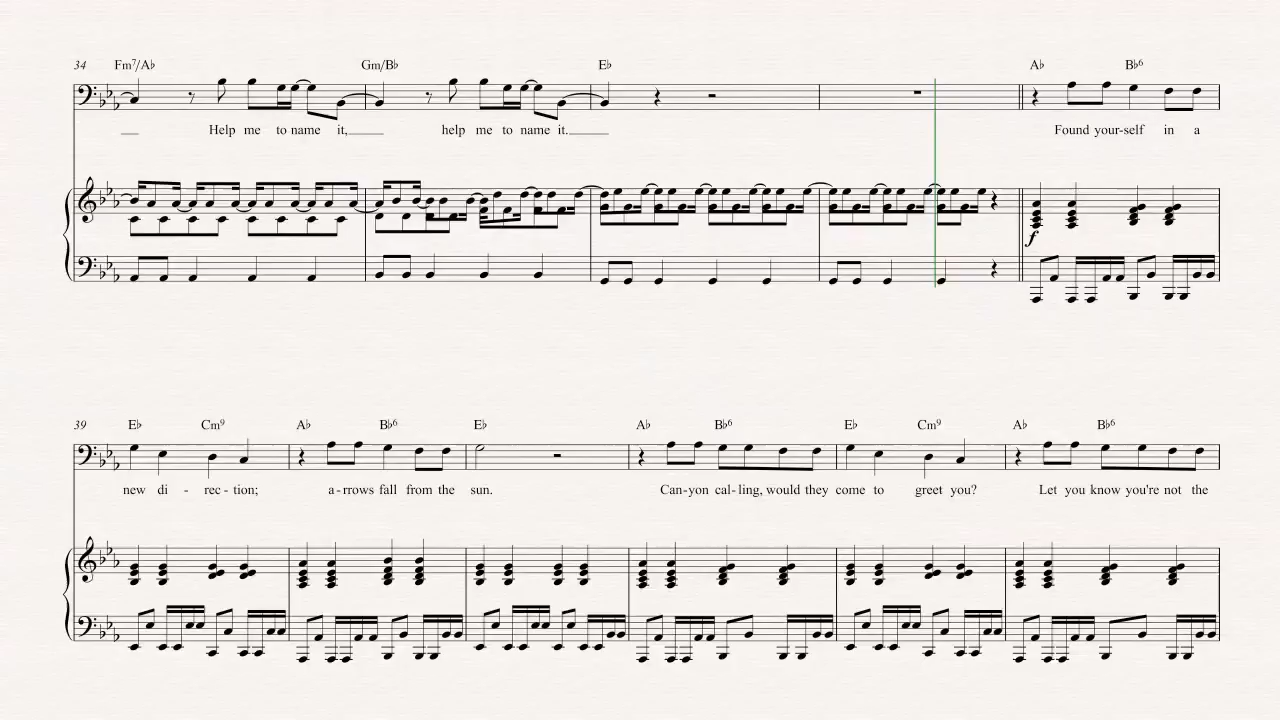 34 Fm⁷/A♭ Gm/B♭ E♭ A♭ B♭⁶
Help me to name it, help me to name it. Found your-self in a
f
39 E♭ Cm⁹ A♭ B♭⁶ E♭ A♭ B♭⁶ E♭ Cm⁹ A♭ B♭⁶
new di - rec - tion; a - rrows fall from the sun. Can-yon cal - ling, would they come to greet you? Let you know you're not the